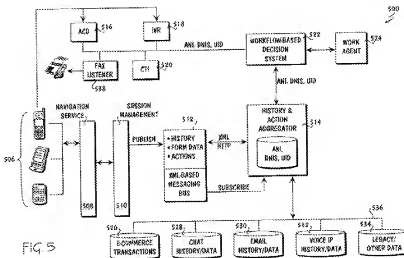 500
516
ACD
518
IVR
ANI, DNIS, UID
522
WORKFLOW-BASED
DECISION
SYSTEM
524
WORK
AGENT
FAX
LISTENER
538
CTI
520
ANI, DNIS, UID
NAVIGATION
SERVICE
SESSION
MANAGEMENT
506
508
510
PUBLISH
512
• HISTORY
• FORM DATA
• ACTIONS
XML-BASED
MESSAGING
BUS
XML
HTTP
SUBSCRIBE
HISTORY &
ACTION
AGGREGATOR
514
ANI,
DNIS, UID
536
526
ECOMMERCE
TRANSACTIONS
528
CHAT
HISTORY/DATA
530
EMAIL
HISTORY/DATA
532
VOICE IP
HISTORY/DATA
534
LEGACY/
OTHER DATA
FIG 5